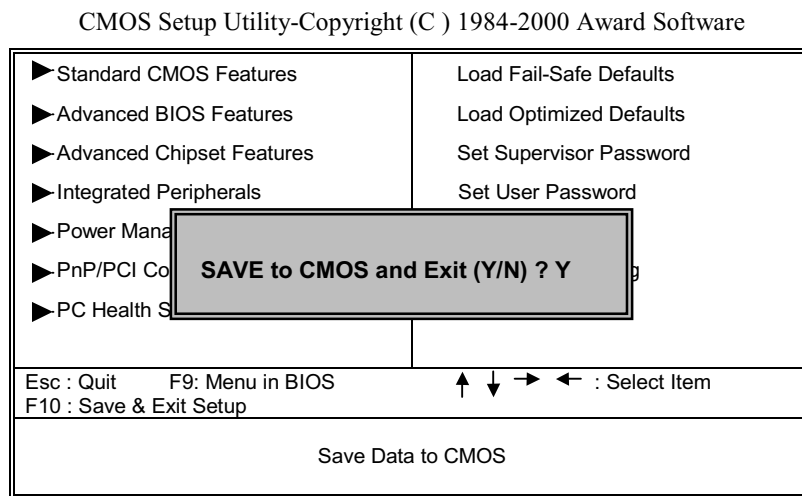 CMOS Setup Utility-Copyright (C ) 1984-2000 Award Software
Standard CMOS Features
Advanced BIOS Features
Advanced Chipset Features
Integrated Peripherals
Power Mana
PnP/PCI Co
PC Health S
Load Fail-Safe Defaults
Load Optimized Defaults
Set Supervisor Password
Set User Password
g
SAVE to CMOS and Exit (Y/N) ? Y
Esc : Quit F9: Menu in BIOS ↑ ↓ → ← : Select Item
F10 : Save & Exit Setup
Save Data to CMOS